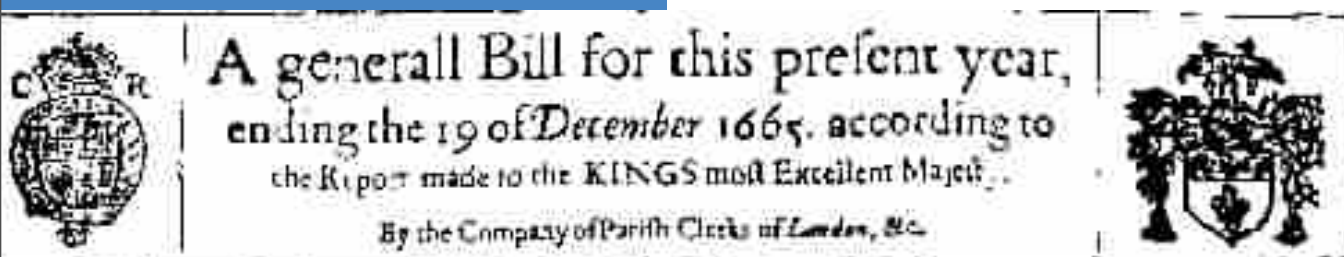 C R
A generall Bill for this preſent year,
ending the 19 of December 1665. according to
the Report made to the KINGS moſt Excellent Majeſty.
By the Company of Pariſh Clerks of London, &c.